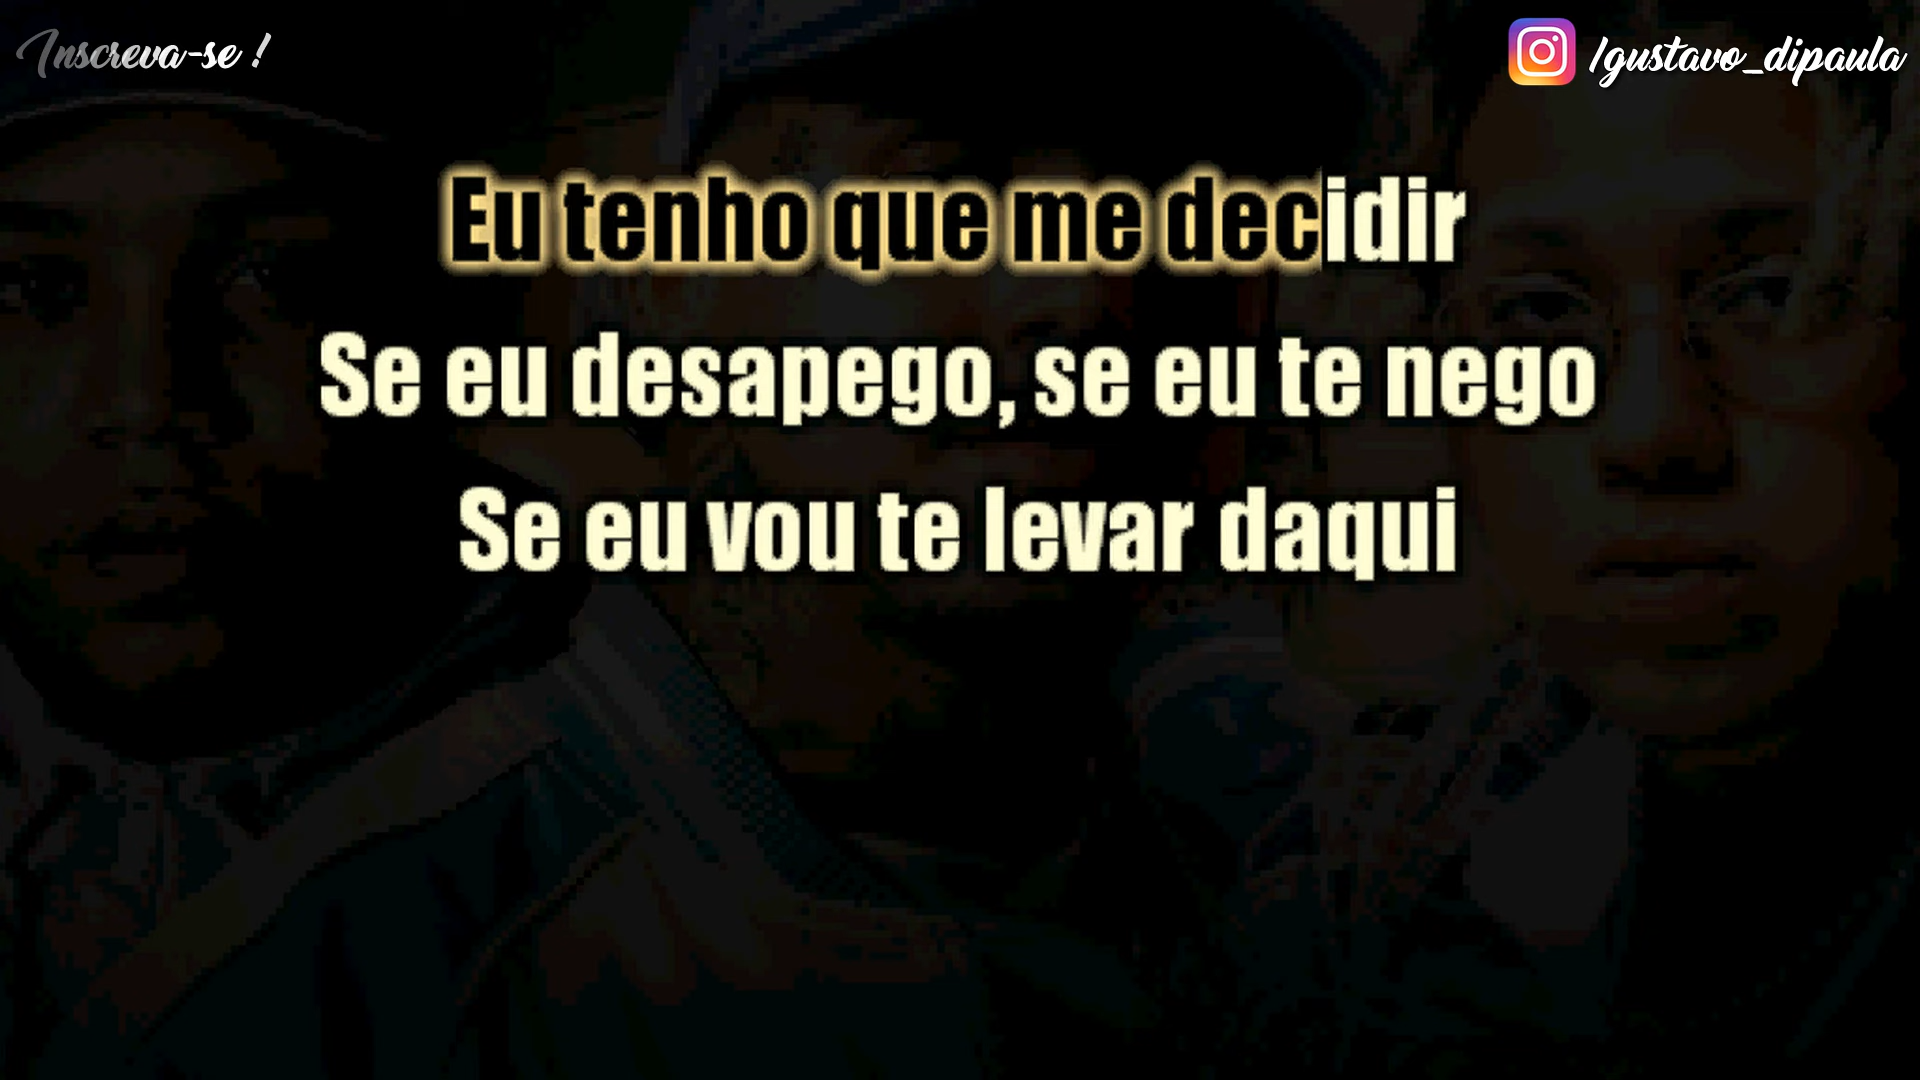 Inscreva-se !
/gustavo_dipaula
Eu tenho que me decidir
Se eu desapego, se eu te nego
Se eu vou te levar daqui